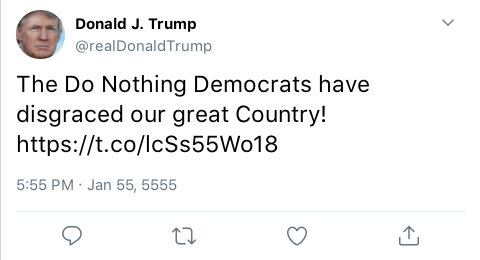 Donald J. Trump
@realDonaldTrump
The Do Nothing Democrats have
disgraced our great Country!
https://t.co/lcSs55Wo18
5:55 PM · Jan 55, 5555